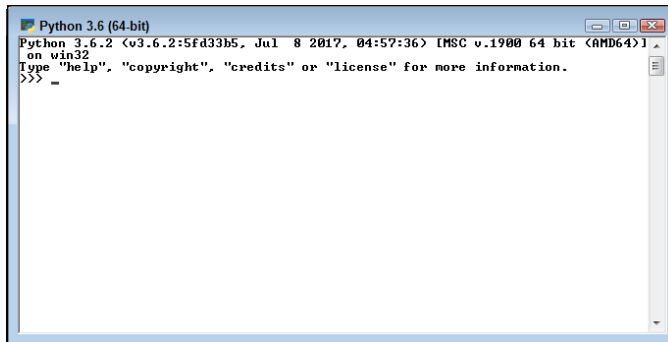 Python 3.6 (64-bit)
Python 3.6.2 (v3.6.2:5fd33b5, Jul  8 2017, 04:57:36) [MSC v.1900 64 bit (AMD64)]
 on win32
Type "help", "copyright", "credits" or "license" for more information.
>>> _